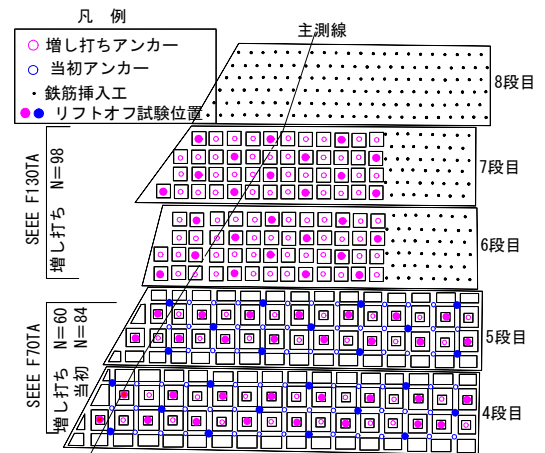 凡 例
増し打ちアンカー
当初アンカー
鉄筋挿入工
リフトオフ試験位置
主測線
8段目
7段目
6段目
5段目
4段目
SEEE F130TA
増し打ち N=98
SEEE F70TA
増し打ち N=60
当初 N=84